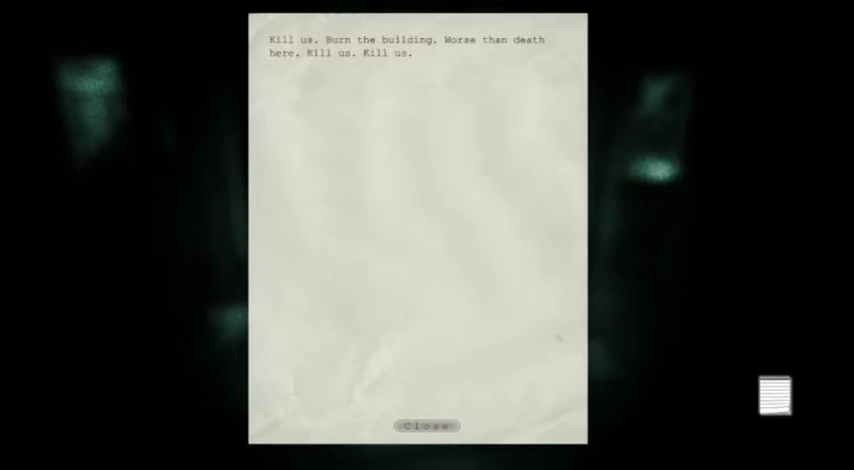 Kill us. Burn the building. Worse than death
here. Kill us. Kill us.
Close